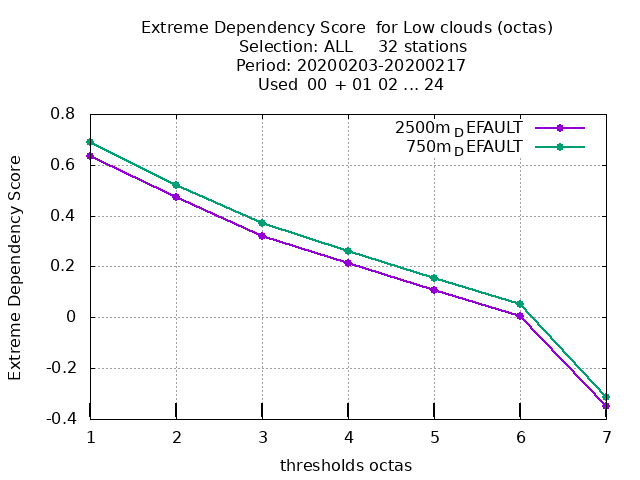 Extreme Dependency Score  for Low clouds (octas)
Selection: ALL     32 stations
Period: 20200203-20200217
Used  00 + 01 02 ... 24
2500m_DEFAULT
750m_DEFAULT
Extreme Dependency Score
0.8
0.6
0.4
0.2
0
-0.2
-0.4
1 2 3 4 5 6 7
thresholds octas